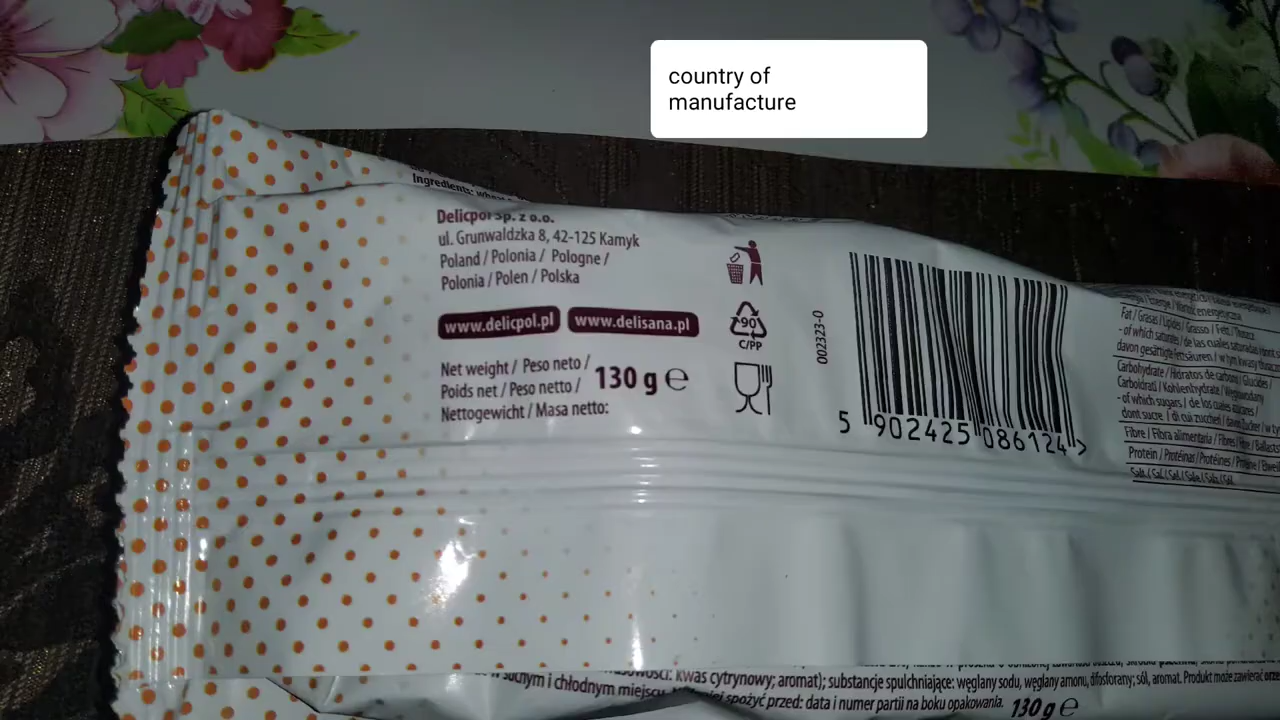 country of
manufacture
Ingredients:
Delicpol Sp. z o.o.
ul. Grunwaldzka 8, 42-125 Kamyk
Poland / Polonia / Pologne /
Polonia / Polen / Polska
www.delicpol.pl www.delisana.pl
Net weight / Peso neto /
Poids net / Peso netto / 130 g e
Nettogewicht / Masa netto:
90
C/PP
002323-0
5 902425 086124 >
Fat / Grasas / Lipides / Grassi / Fett / Tłuszcz
- of which saturates / de las cuales saturadas / dont
davon gesättigte Fettsäuren / w tym kwasy
Carbohydrate / Hidratos de carbono / Glucides /
Carboidrati / Kohlenhydrate / Węglowodany
- of which sugars / de los cuales azúcares /
dont sucre / di cui zuccheri / davon Zucker / w ty
Fibre / Fibra alimentaria / Fibres / Fibre / Ballasts
Protein / Proteínas / Protéines / Proteine / Eiwei
Salt / Sal / Sel / Sale / Salz / Sól
kwas cytrynowy; aromat); substancje spulchniające: węglany sodu, węglany amonu, difosforany; sól, aromat. Produkt może zawierać
suchym i chłodnym miejscu. spożyć przed: data i numer partii na boku opakowania. 130 g e